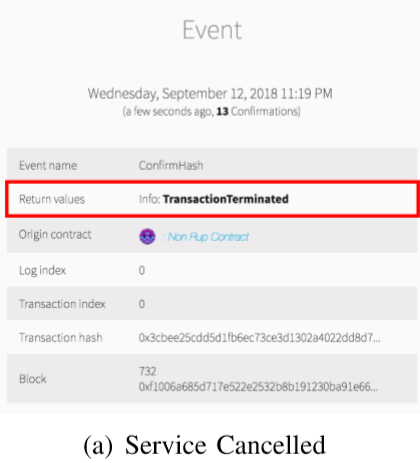 Event
Wednesday, September 12, 2018 11:19 PM
(a few seconds ago, 13 Confirmations)
Event name ConfirmHash
Return values Info: TransactionTerminated
Origin contract : Non Rup Contract
Log index 0
Transaction index 0
Transaction hash 0x3cbee25cdd5d1fb6ec73ce3d1302a4022dd8d7...
Block 732
0xf1006a685d717e522e2532b8b191230ba91e66...
(a) Service Cancelled